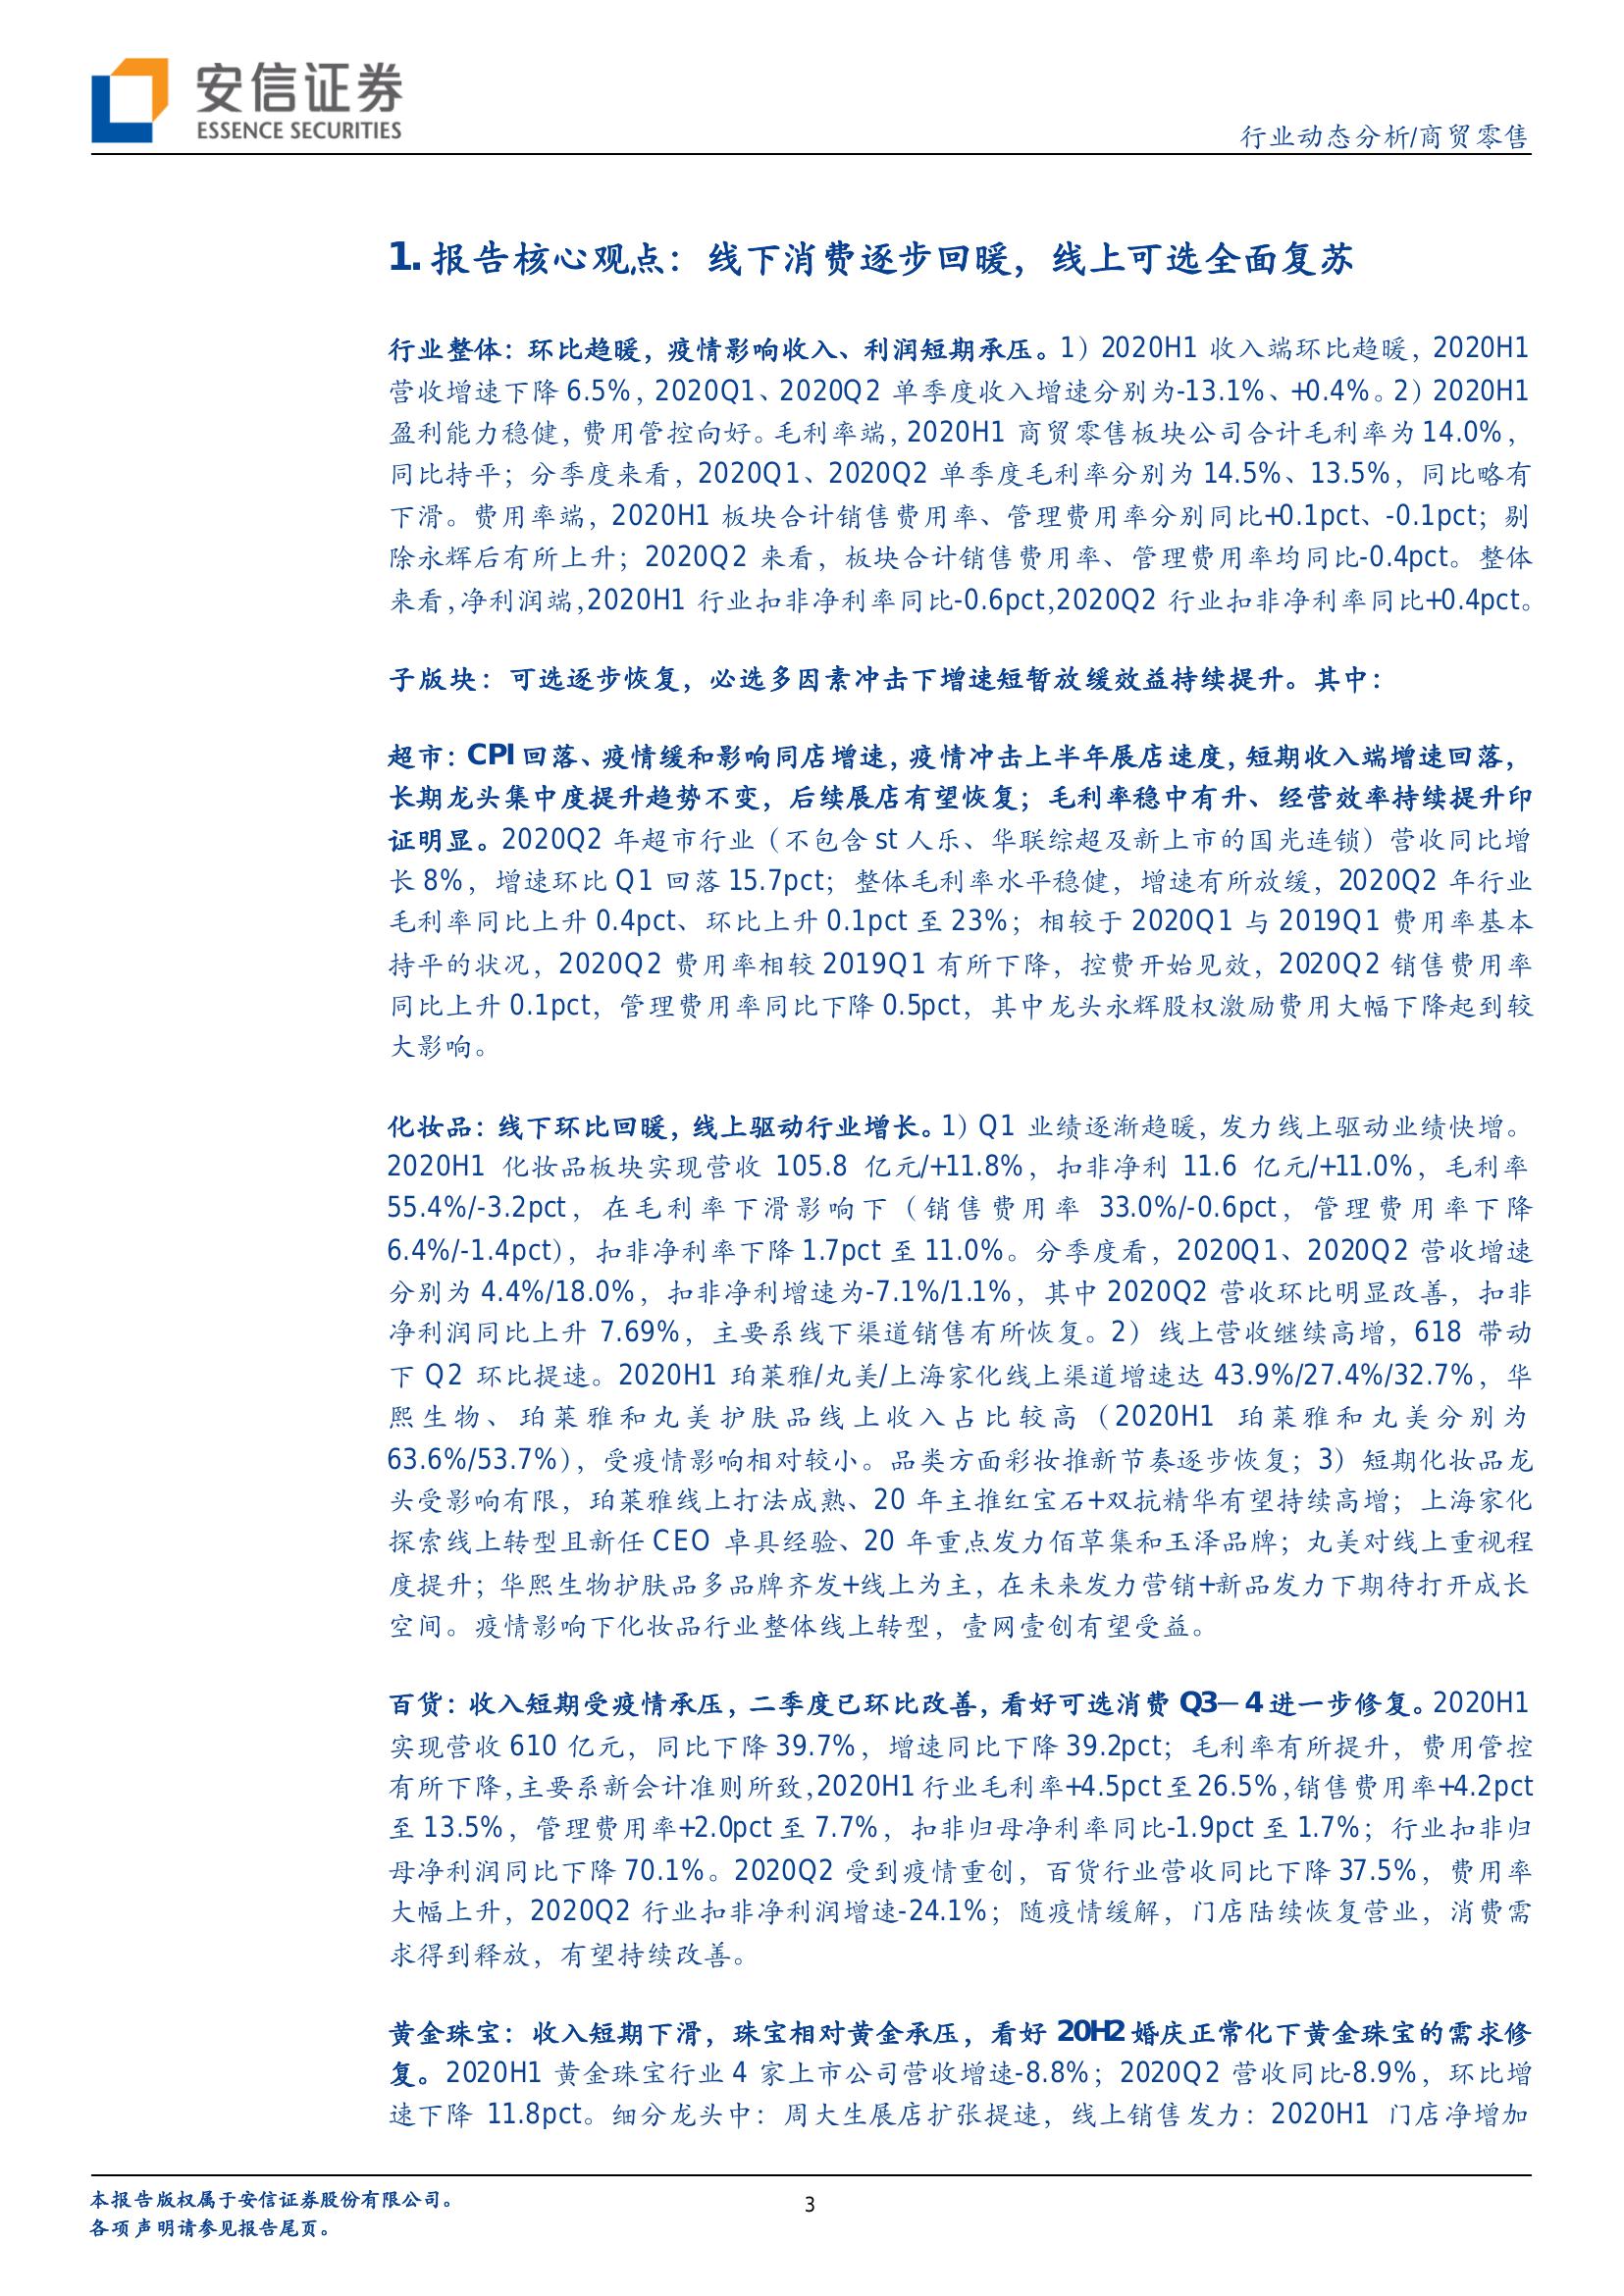 安信证券
ESSENCE SECURITIES
行业动态分析/商贸零售
1. 报告核心观点：线下消费逐步回暖，线上可选全面复苏
行业整体：环比趋暖，疫情影响收入、利润短期承压。1）2020H1 收入端环比趋暖，2020H1
营收增速下降 6.5%，2020Q1、2020Q2 单季度收入增速分别为-13.1%、+0.4%。2）2020H1
盈利能力稳健，费用管控向好。毛利率端，2020H1 商贸零售板块公司合计毛利率为 14.0%，
同比持平；分季度来看，2020Q1、2020Q2 单季度毛利率分别为 14.5%、13.5%，同比略有
下滑。费用率端，2020H1 板块合计销售费用率、管理费用率分别同比+0.1pct、-0.1pct；剔
除永辉后有所上升；2020Q2 来看，板块合计销售费用率、管理费用率均同比-0.4pct。整体
来看，净利润端，2020H1 行业扣非净利率同比-0.6pct,2020Q2 行业扣非净利率同比+0.4pct。
子版块：可选逐步恢复，必选多因素冲击下增速短暂放缓效益持续提升。其中：
超市：CPI 回落、疫情缓和影响同店增速，疫情冲击上半年展店速度，短期收入端增速回落，
长期龙头集中度提升趋势不变，后续展店有望恢复；毛利率稳中有升、经营效率持续提升印
证明显。2020Q2 年超市行业（不包含 st 人乐、华联综超及新上市的国光连锁）营收同比增
长 8%，增速环比 Q1 回落 15.7pct；整体毛利率水平稳健，增速有所放缓，2020Q2 年行业
毛利率同比上升 0.4pct、环比上升 0.1pct 至 23%；相较于 2020Q1 与 2019Q1 费用率基本
持平的状况，2020Q2 费用率相较 2019Q1 有所下降，控费开始见效，2020Q2 销售费用率
同比上升 0.1pct，管理费用率同比下降 0.5pct，其中龙头永辉股权激励费用大幅下降起到较
大影响。
化妆品：线下环比回暖，线上驱动行业增长。1）Q1 业绩逐渐趋暖，发力线上驱动业绩快增。
2020H1 化妆品板块实现营收 105.8 亿元/+11.8%，扣非净利 11.6 亿元/+11.0%，毛利率
55.4%/-3.2pct，在毛利率下滑影响下（销售费用率 33.0%/-0.6pct，管理费用率下降
6.4%/-1.4pct），扣非净利率下降 1.7pct 至 11.0%。分季度看，2020Q1、2020Q2 营收增速
分别为 4.4%/18.0%，扣非净利增速为-7.1%/1.1%，其中 2020Q2 营收环比明显改善，扣非
净利润同比上升 7.69%，主要系线下渠道销售有所恢复。2）线上营收继续高增，618 带动
下 Q2 环比提速。2020H1 珀莱雅/丸美/上海家化线上渠道增速达 43.9%/27.4%/32.7%，华
熙生物、珀莱雅和丸美护肤品线上收入占比较高（2020H1 珀莱雅和丸美分别为
63.6%/53.7%），受疫情影响相对较小。品类方面彩妆推新节奏逐步恢复；3）短期化妆品龙
头受影响有限，珀莱雅线上打法成熟、20 年主推红宝石+双抗精华有望持续高增；上海家化
探索线上转型且新任 CEO 卓具经验、20 年重点发力佰草集和玉泽品牌；丸美对线上重视程
度提升；华熙生物护肤品多品牌齐发+线上为主，在未来发力营销+新品发力下期待打开成长
空间。疫情影响下化妆品行业整体线上转型，壹网壹创有望受益。
百货：收入短期受疫情承压，二季度已环比改善，看好可选消费 Q3—4 进一步修复。2020H1
实现营收 610 亿元，同比下降 39.7%，增速同比下降 39.2pct；毛利率有所提升，费用管控
有所下降,主要系新会计准则所致,2020H1 行业毛利率+4.5pct 至 26.5%,销售费用率+4.2pct
至 13.5%，管理费用率+2.0pct 至 7.7%，扣非归母净利率同比-1.9pct 至 1.7%；行业扣非归
母净利润同比下降 70.1%。2020Q2 受到疫情重创，百货行业营收同比下降 37.5%，费用率
大幅上升，2020Q2 行业扣非净利润增速-24.1%；随疫情缓解，门店陆续恢复营业，消费需
求得到释放，有望持续改善。
黄金珠宝：收入短期下滑，珠宝相对黄金承压，看好 20H2 婚庆正常化下黄金珠宝的需求修
复。2020H1 黄金珠宝行业 4 家上市公司营收增速-8.8%；2020Q2 营收同比-8.9%，环比增
速下降 11.8pct。细分龙头中：周大生展店扩张提速，线上销售发力：2020H1 门店净增加
本报告版权属于安信证券股份有限公司。
各项声明请参见报告尾页。
3